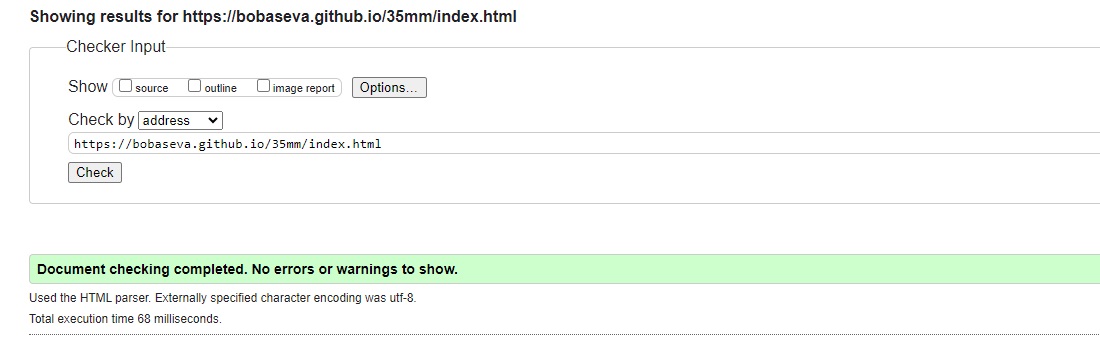 Showing results for https://bobaseva.github.io/35mm/index.html
Checker Input
Show source outline image report Options...
Check by address
https://bobaseva.github.io/35mm/index.html
Check
Document checking completed. No errors or warnings to show.
Used the HTML parser. Externally specified character encoding was utf-8.
Total execution time 68 milliseconds.